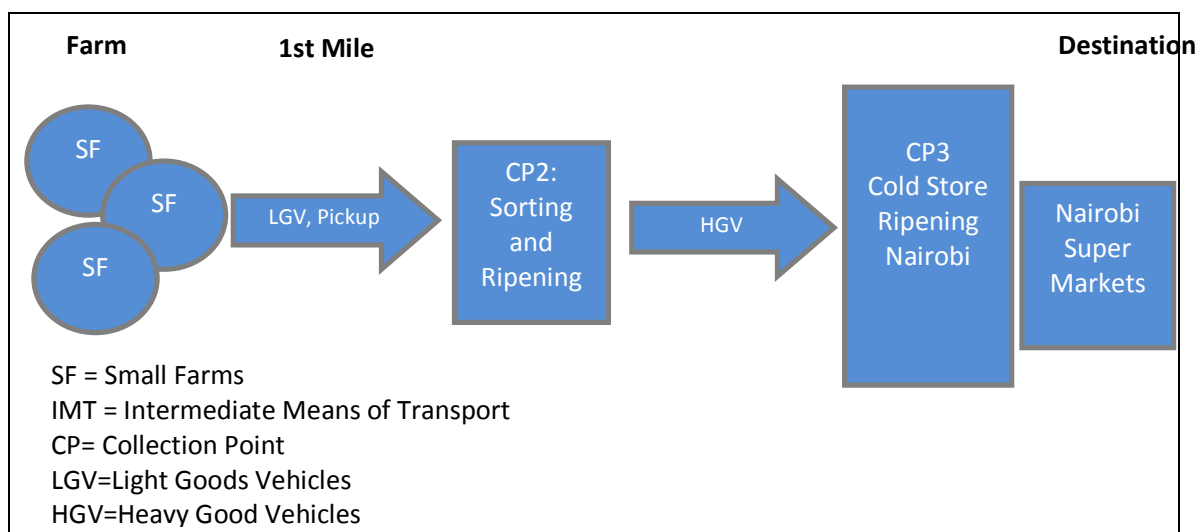 Farm
1st Mile
Destination
SF
SF
SF
LGV, Pickup
CP2:
Sorting
and
Ripening
HGV
CP3
Cold Store
Ripening
Nairobi
Nairobi
Super
Markets
SF = Small Farms
IMT = Intermediate Means of Transport
CP= Collection Point
LGV=Light Goods Vehicles
HGV=Heavy Good Vehicles